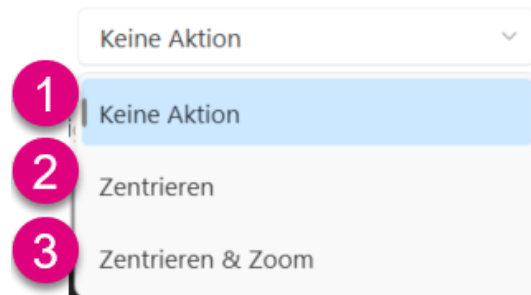 Keine Aktion
1 Keine Aktion
2 Zentrieren
3 Zentrieren & Zoom